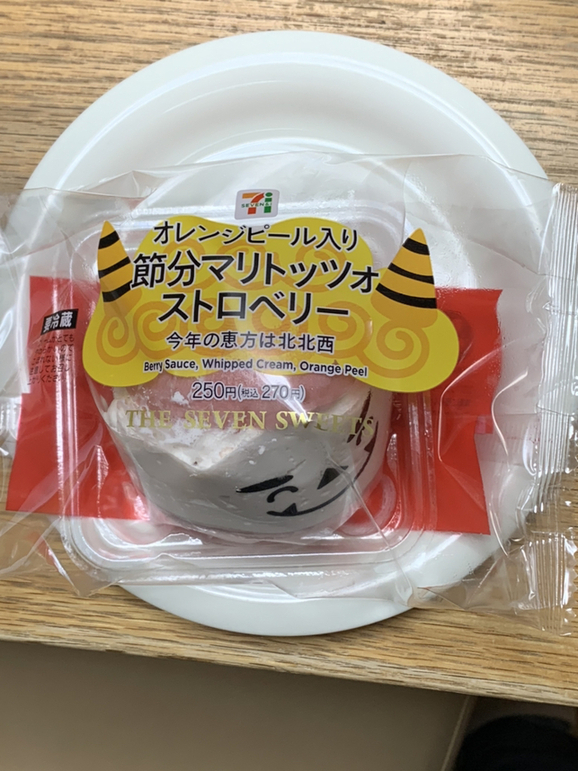 SEVEN
オレンジピール入り
節分マリトッツォ
ストロベリー
要冷蔵
今年の恵方は北北西
Berry Sauce, Whipped Cream, Orange Peel
250円(税込 270円)
THE SEVEN SWEETS